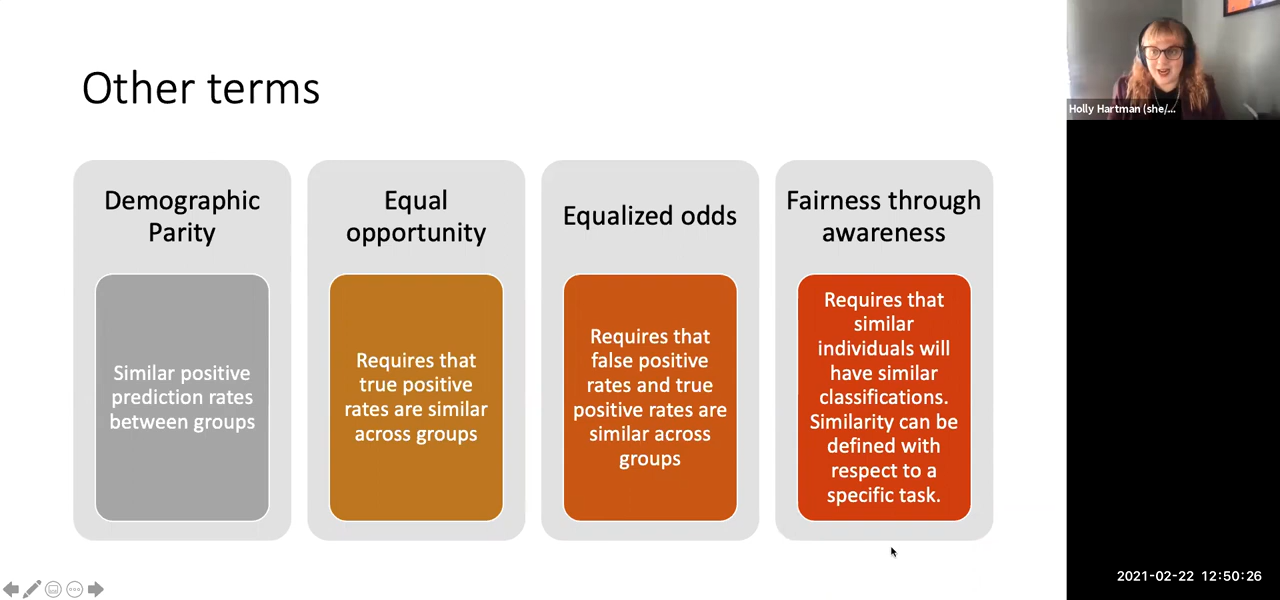 Other terms
Demographic
Parity
Similar positive
prediction rates
between groups
Equal
opportunity
Requires that
true positive
rates are similar
across groups
Equalized odds
Requires that
false positive
rates and true
positive rates are
similar across
groups
Fairness through
awareness
Requires that
similar
individuals will
have similar
classifications.
Similarity can be
defined with
respect to a
specific task.
Holly Hartman (she/...
2021-02-22 12:50:26